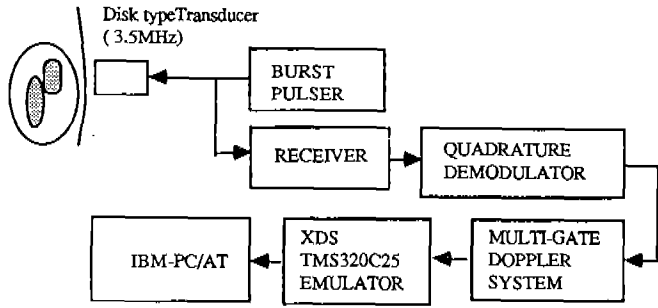 Disk typeTransducer
( 3.5MHz)
BURST
PULSER
RECEIVER
QUADRATURE
DEMODULATOR
IBM-PC/AT
XDS
TMS320C25
EMULATOR
MULTI-GATE
DOPPLER
SYSTEM